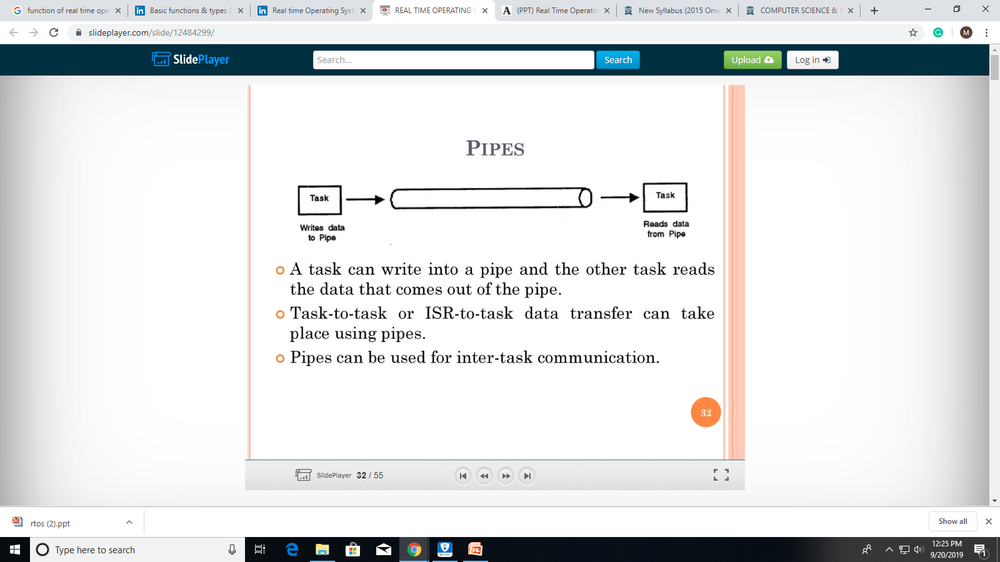 function of real time ope
Basic functions & types
Real time Operating Syst
REAL TIME OPERATING S
(PPT) Real Time Operatin
New Syllabus (2015 Onw
COMPUTER SCIENCE &
slideplayer.com/slide/12484299/
M
SlidePlayer
Search...
Search
Upload
Log in
PIPES
Task
Task
Writes data
to Pipe
Reads data
from Pipe
A task can write into a pipe and the other task reads
the data that comes out of the pipe.
Task-to-task or ISR-to-task data transfer can take
place using pipes.
Pipes can be used for inter-task communication.
32
SlidePlayer 32 / 55
rtos (2).ppt
Show all
Type here to search
12:25 PM
9/20/2019
1